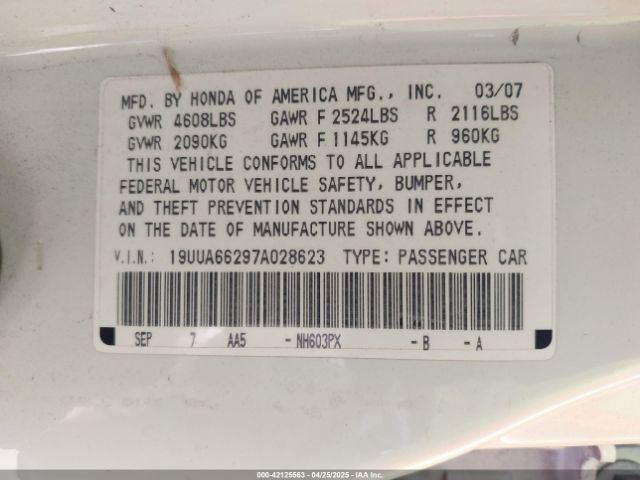 MFD. BY HONDA OF AMERICA MFG., INC. 03/07
GVWR 4608LBS GAWR F 2524LBS R 2116LBS
GVWR 2090KG GAWR F 1145KG R 960KG
THIS VEHICLE CONFORMS TO ALL APPLICABLE
FEDERAL MOTOR VEHICLE SAFETY, BUMPER,
AND THEFT PREVENTION STANDARDS IN EFFECT
ON THE DATE OF MANUFACTURE SHOWN ABOVE.
V.I.N.: 19UUA66297A028623 TYPE: PASSENGER CAR
SEP 7 AA5 - NH603PX - B - A
000-42125563 - 04/25/2025 - IAA Inc.